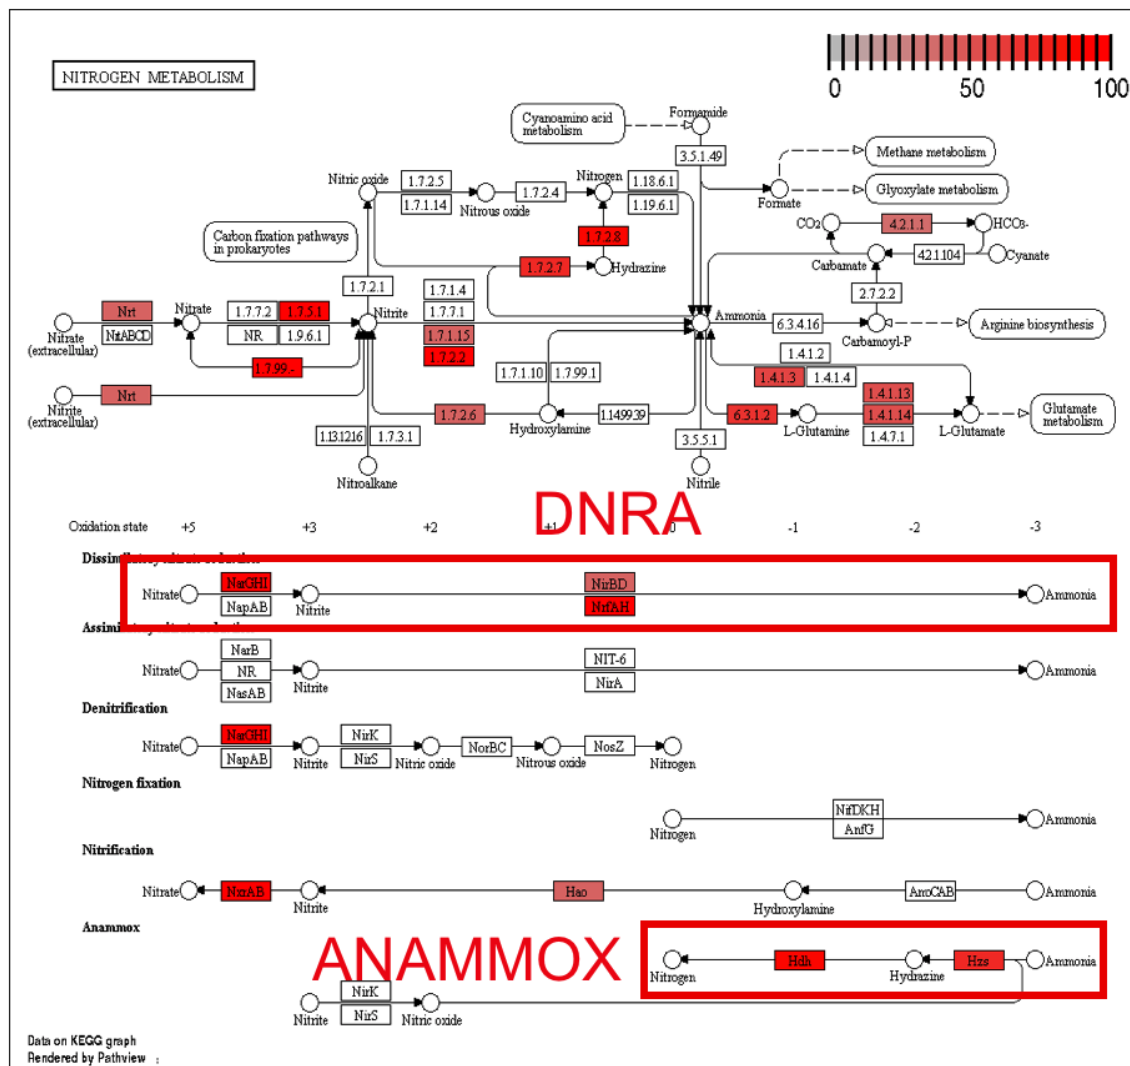 NITROGEN METABOLISM
0 50 100
Cyanoamino acid
metabolism
Formamide
3.5.1.49
Methane metabolism
Glyoxylate metabolism
Formate
Nitric oxide
1.7.2.5
1.7.1.14
Nitrous oxide
1.7.2.4
Nitrogen
1.18.6.1
1.19.6.1
CO2
4.2.1.1
HCO3-
Carbon fixation pathways
in prokaryotes
1.7.2.8
1.7.2.7
Hydrazine
Carbamate
4.2.1.104
Cyanate
1.7.2.1
2.7.2.2
Nrt
NrtABCD
Nitrate
(extracellular)
Nitrate
1.7.7.2
1.7.5.1
NR
1.9.6.1
Nitrite
1.7.1.4
1.7.7.1
1.7.1.15
1.7.2.2
Ammonia
6.3.4.16
Carbamoyl-P
Arginine biosynthesis
1.7.99.-
1.7.1.10
1.7.99.1
1.4.1.2
1.4.1.3
1.4.1.4
Nrt
Nitrite
(extracellular)
1.7.2.6
Hydroxylamine
1.14.99.39
6.3.1.2
L-Glutamine
1.4.1.13
1.4.1.14
1.4.7.1
L-Glutamate
Glutamate
metabolism
1.13.12.16
1.7.3.1
3.5.5.1
Nitroalkane
Nitrile
DNRA
Oxidation state +5 +3 +2 +1 0 -1 -2 -3
Dissimilatory nitrate reduction
Nitrate
NarGHI
NapAB
Nitrite
NirBD
NrfAH
Ammonia
Assimilatory nitrate reduction
Nitrate
NarB
NR
NasAB
Nitrite
NIT-6
NirA
Ammonia
Denitrification
Nitrate
NarGHI
NapAB
Nitrite
NirK
NirS
Nitric oxide
NorBC
Nitrous oxide
NosZ
Nitrogen
Nitrogen fixation
Nitrogen
NifDKH
AnfG
Ammonia
Nitrification
Nitrate
NxrAB
Nitrite
Hao
Hydroxylamine
AmoCAB
Ammonia
Anammox
ANAMMOX
Nitrogen
Hdh
Hydrazine
Hzs
Ammonia
Nitrite
NirK
NirS
Nitric oxide
Data on KEGG graph
Rendered by Pathview